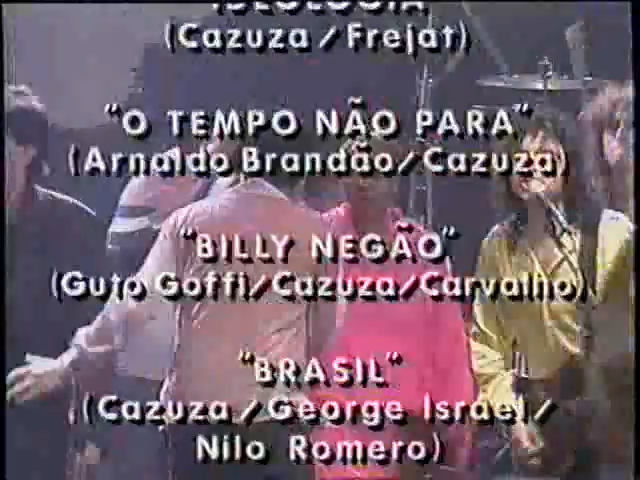 IDEOLOGIA
(Cazuza/Frejat)
"O TEMPO NÃO PARA"
(Arnaldo Brandão/Cazuza)
"BILLY NEGÃO"
(Guto Goffi/Cazuza/Carvalho)
"BRASIL"
(Cazuza/George Israel/
Nilo Romero)